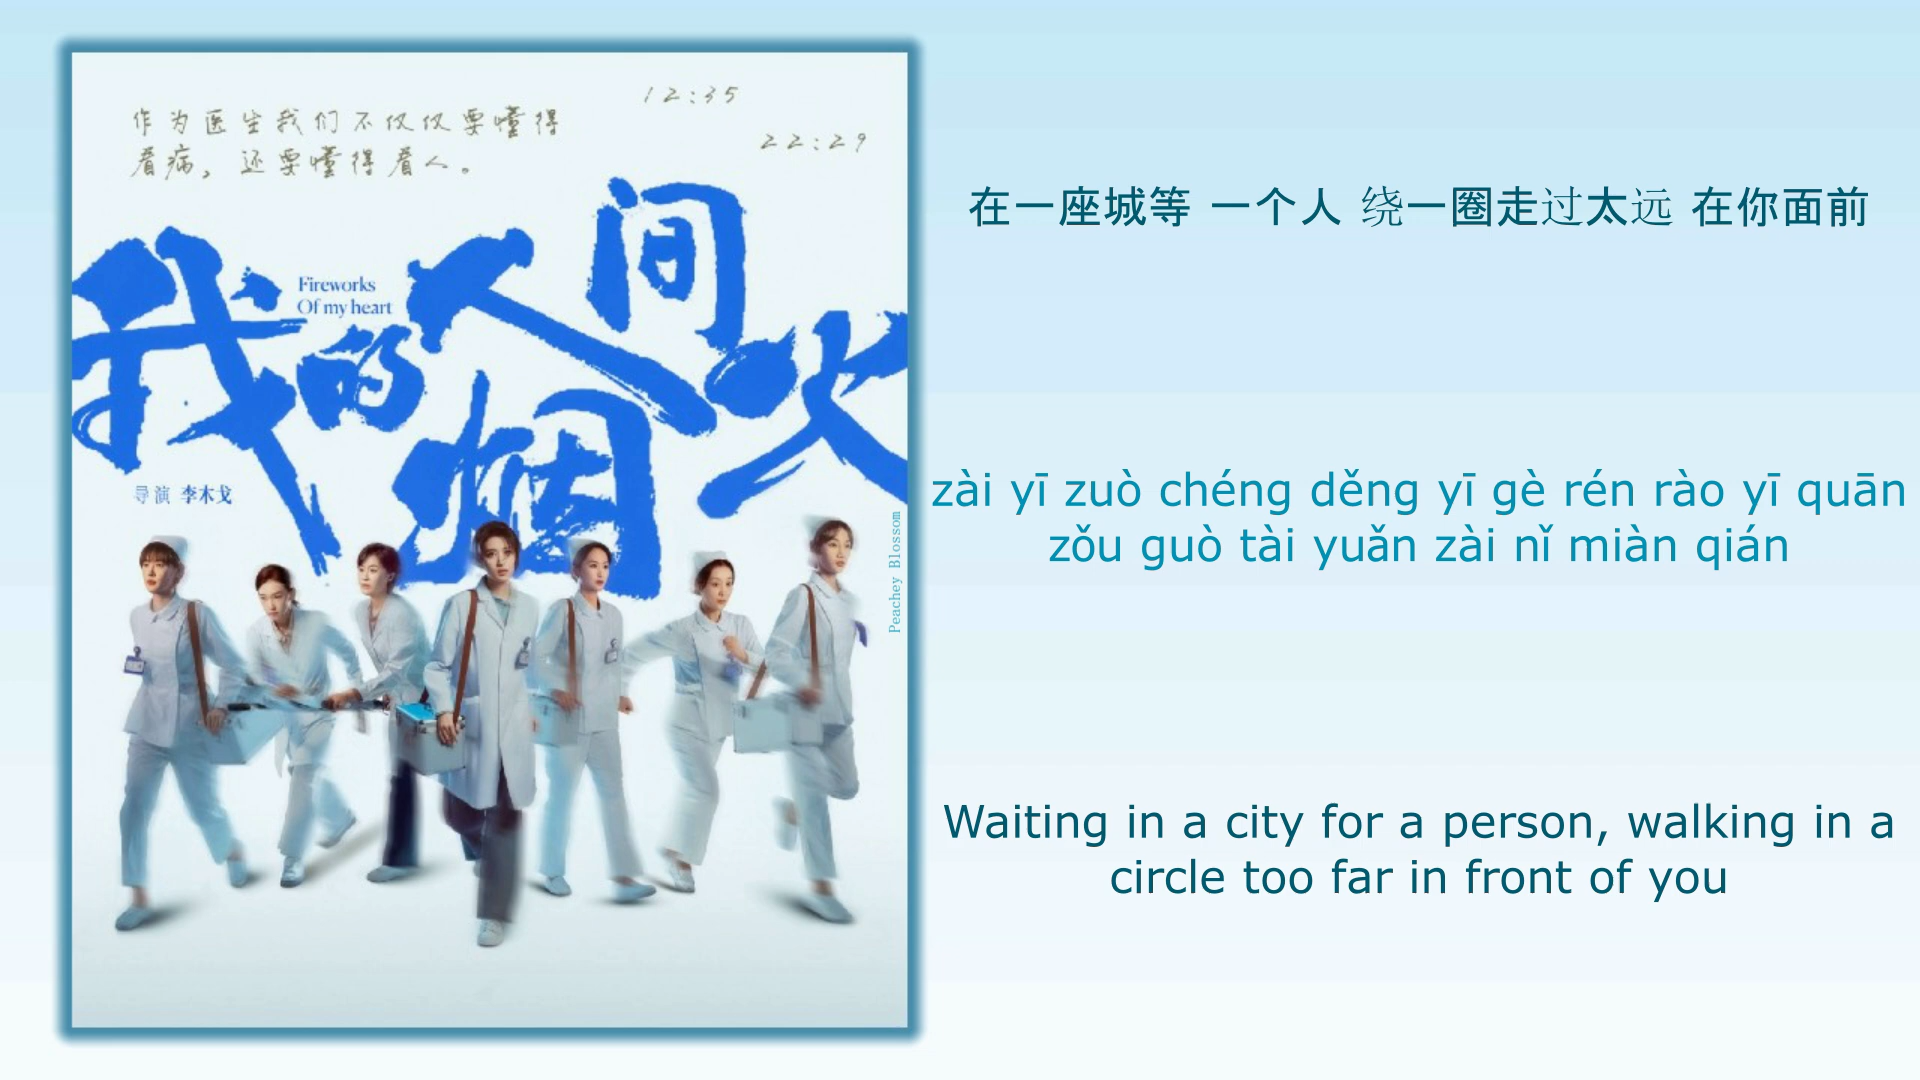 12:35
作为医生我们不仅仅要懂得
22:29
看病，还要懂得看人。
我的人间烟火
Fireworks
Of my heart
导演 李木戈
Peachey Blossom
在一座城等 一个人 绕一圈走过太远 在你面前
zài yī zuò chéng děng yī gè rén rào yī quān
zǒu guò tài yuǎn zài nǐ miàn qián
Waiting in a city for a person, walking in a
circle too far in front of you